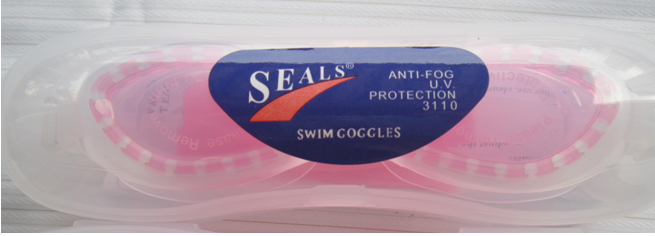 SEALS®
ANTI-FOG
U.V.
PROTECTION
3110
SWIM GOGGLES